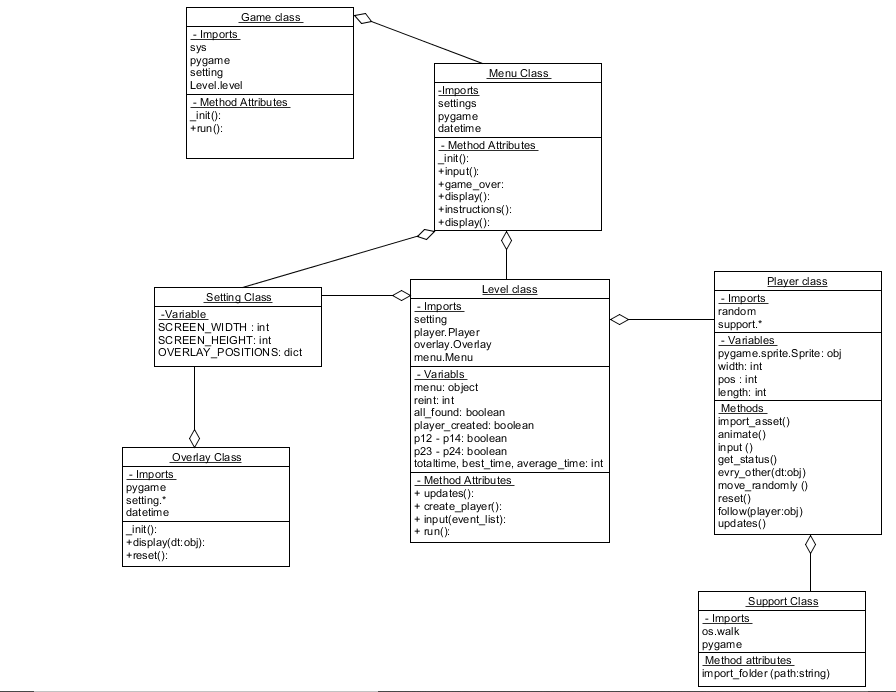 Game class
- Imports
sys
pygame
setting
Level.level
- Method Attributes
_init():
+run():
Menu Class
-Imports
settings
pygame
datetime
- Method Attributes
_init():
+input():
+game_over:
+display():
+instructions():
+display():
Setting Class
-Variable
SCREEN_WIDTH : int
SCREEN_HEIGHT: int
OVERLAY_POSITIONS: dict
Level class
- Imports
setting
player.Player
overlay.Overlay
menu.Menu
- Variabls
menu: object
reint: int
all_found: boolean
player_created: boolean
p12 - p14: boolean
p23 - p24: boolean
totaltime, best_time, average_time: int
- Method Attributes
+ updates():
+ create_player():
+ input(event_list):
+ run():
Player class
- Imports
random
support.*
- Variables
pygame.sprite.Sprite: obj
width: int
pos : int
length: int
Methods
import_asset()
animate()
input ()
get_status()
evry_other(dt:obj)
move_randomly ()
reset()
follow(player:obj)
updates()
Overlay Class
- Imports
pygame
setting.*
datetime
_init():
+display(dt:obj):
+reset():
Support Class
- Imports
os.walk
pygame
Method attributes
import_folder (path:string)